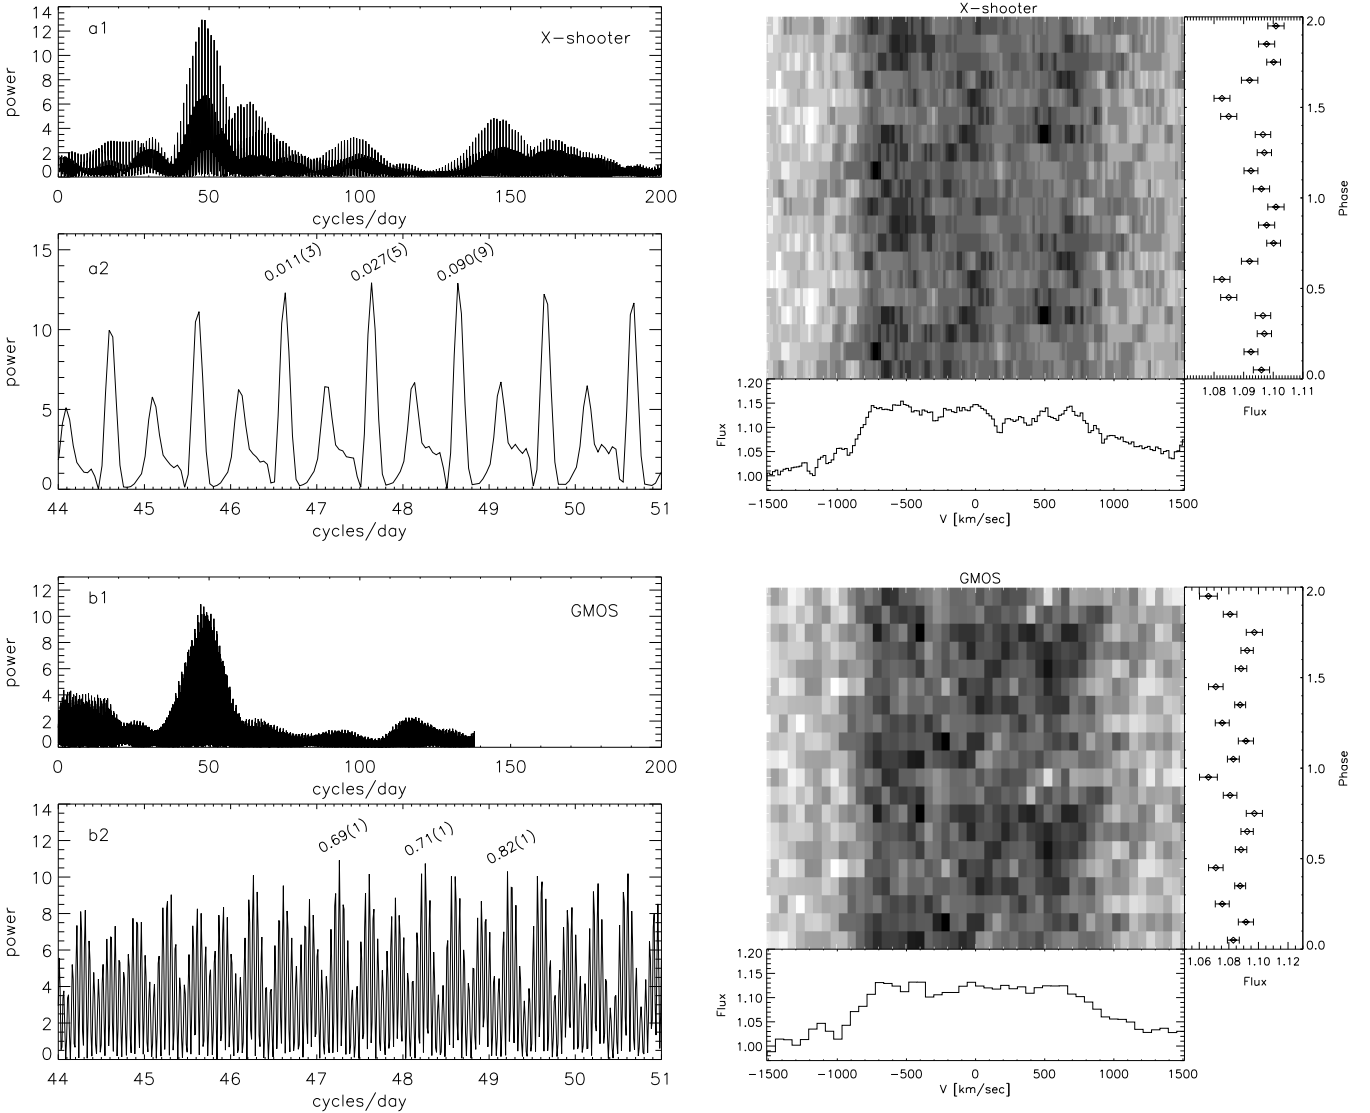 a1
X-shooter
power
14
12
10
8
6
4
2
0
0 50 100 150 200
cycles/day
a2
0.011(3) 0.027(5) 0.090(9)
power
15
10
5
0
44 45 46 47 48 49 50 51
cycles/day
b1
GMOS
power
12
10
8
6
4
2
0
0 50 100 150 200
cycles/day
b2
0.69(1) 0.71(1) 0.82(1)
power
14
12
10
8
6
4
2
0
44 45 46 47 48 49 50 51
cycles/day
X-shooter
2.0
1.5
1.0
0.5
0.0
Phase
1.08 1.09 1.10 1.11
Flux
1.20
1.15
1.10
1.05
1.00
Flux
-1500 -1000 -500 0 500 1000 1500
V [km/sec]
GMOS
2.0
1.5
1.0
0.5
0.0
Phase
1.06 1.08 1.10 1.12
Flux
1.20
1.15
1.10
1.05
1.00
Flux
-1500 -1000 -500 0 500 1000 1500
V [km/sec]